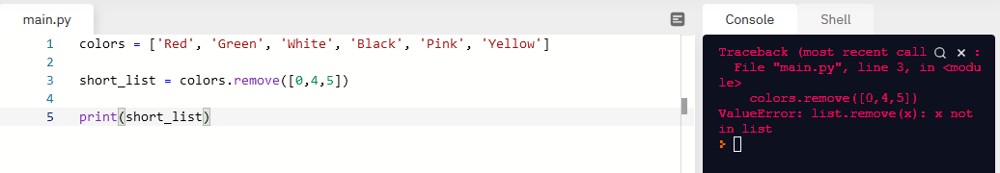 main.py
1 colors = ['Red', 'Green', 'White', 'Black', 'Pink', 'Yellow']
2
3 short_list = colors.remove([0,4,5])
4
5 print(short_list)
Console Shell
Traceback (most recent call :
File "main.py", line 3, in <modu
le>
colors.remove([0,4,5])
ValueError: list.remove(x): x not
in list